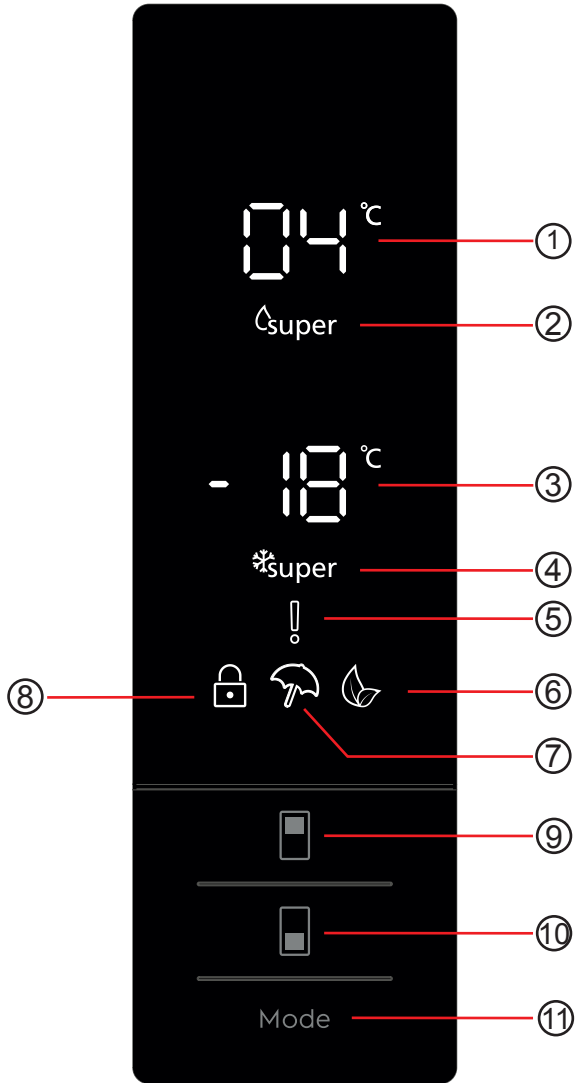 04 °C
①
super
②
- 18 °C
③
super
④
⑤
⑧
⑥
⑦
⑨
⑩
Mode
⑪